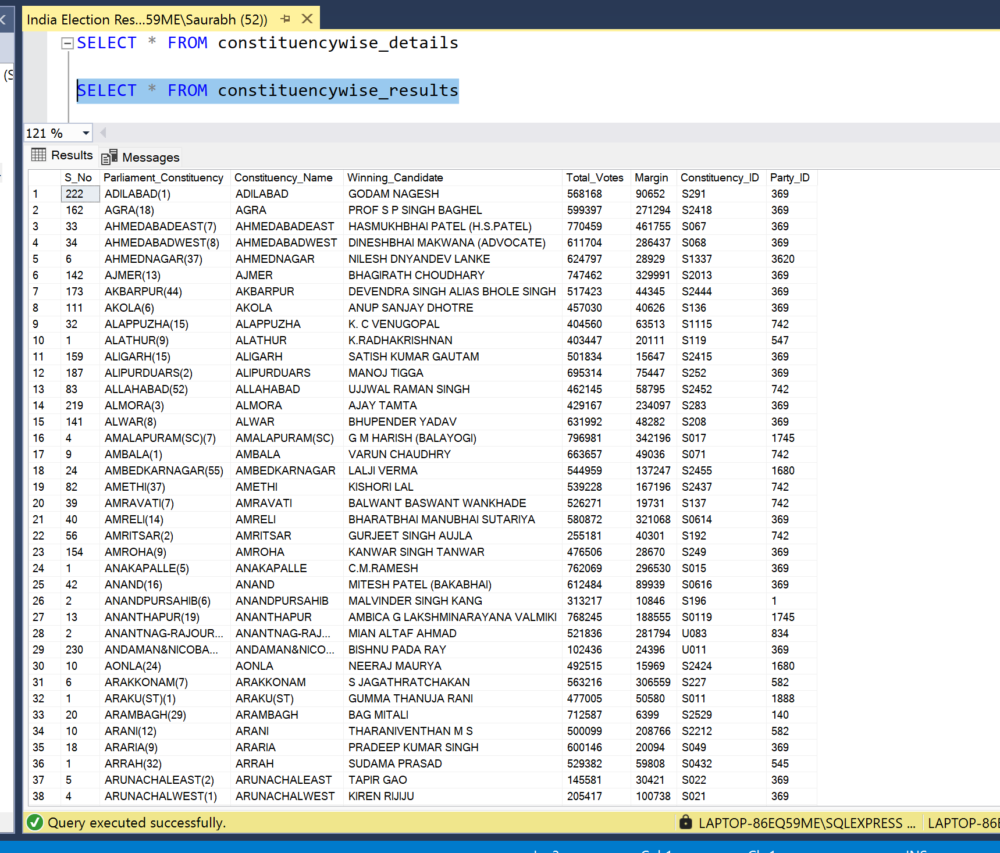 India Election Res...59ME\Saurabh (52))
SELECT * FROM constituencywise_details
SELECT * FROM constituencywise_results
121 %
Results Messages
S_No Parliament_Constituency Constituency_Name Winning_Candidate Total_Votes Margin Constituency_ID Party_ID
1 222 ADILABAD(1) ADILABAD GODAM NAGESH 568168 90652 S291 369
2 162 AGRA(18) AGRA PROF S P SINGH BAGHEL 599397 271294 S2418 369
3 33 AHMEDABADEAST(7) AHMEDABADEAST HASMUKHBHAI PATEL (H.S.PATEL) 770459 461755 S067 369
4 34 AHMEDABADWEST(8) AHMEDABADWEST DINESHBHAI MAKWANA (ADVOCATE) 611704 286437 S068 369
5 6 AHMEDNAGAR(37) AHMEDNAGAR NILESH DNYANDEV LANKE 624797 28929 S1337 3620
6 142 AJMER(13) AJMER BHAGIRATH CHOUDHARY 747462 329991 S2013 369
7 173 AKBARPUR(44) AKBARPUR DEVENDRA SINGH ALIAS BHOLE SINGH 517423 44345 S2444 369
8 111 AKOLA(6) AKOLA ANUP SANJAY DHOTRE 457030 40626 S136 369
9 32 ALAPPUZHA(15) ALAPPUZHA K. C VENUGOPAL 404560 63513 S1115 742
10 1 ALATHUR(9) ALATHUR K.RADHAKRISHNAN 403447 20111 S119 547
11 159 ALIGARH(15) ALIGARH SATISH KUMAR GAUTAM 501834 15647 S2415 369
12 187 ALIPURDUARS(2) ALIPURDUARS MANOJ TIGGA 695314 75447 S252 369
13 83 ALLAHABAD(52) ALLAHABAD UJJWAL RAMAN SINGH 462145 58795 S2452 742
14 219 ALMORA(3) ALMORA AJAY TAMTA 429167 234097 S283 369
15 141 ALWAR(8) ALWAR BHUPENDER YADAV 631992 48282 S208 369
16 4 AMALAPURAM(SC)(7) AMALAPURAM(SC) G M HARISH (BALAYOGI) 796981 342196 S017 1745
17 9 AMBALA(1) AMBALA VARUN CHAUDHRY 663657 49036 S071 742
18 24 AMBEDKARNAGAR(55) AMBEDKARNAGAR LALJI VERMA 544959 137247 S2455 1680
19 82 AMETHI(37) AMETHI KISHORI LAL 539228 167196 S2437 742
20 39 AMRAVATI(7) AMRAVATI BALWANT BASWANT WANKHADE 526271 19731 S137 742
21 40 AMRELI(14) AMRELI BHARATBHAI MANUBHAI SUTARIYA 580872 321068 S0614 369
22 56 AMRITSAR(2) AMRITSAR GURJEET SINGH AUJLA 255181 40301 S192 742
23 154 AMROHA(9) AMROHA KANWAR SINGH TANWAR 476506 28670 S249 369
24 1 ANAKAPALLE(5) ANAKAPALLE C.M.RAMESH 762069 296530 S015 369
25 42 ANAND(16) ANAND MITESH PATEL (BAKABHAI) 612484 89939 S0616 369
26 2 ANANDPURSAHIB(6) ANANDPURSAHIB MALVINDER SINGH KANG 313217 10846 S196 1
27 13 ANANTHAPUR(19) ANANTHAPUR AMBICA G LAKSHMINARAYANA VALMIKI 768245 188555 S0119 1745
28 2 ANANTNAG-RAJOUR... ANANTNAG-RAJ... MIAN ALTAF AHMAD 521836 281794 U083 834
29 230 ANDAMAN&NICOBA... ANDAMAN&NICO... BISHNU PADA RAY 102436 24396 U011 369
30 10 AONLA(24) AONLA NEERAJ MAURYA 492515 15969 S2424 1680
31 6 ARAKKONAM(7) ARAKKONAM S JAGATHRATCHAKAN 563216 306559 S227 582
32 1 ARAKU(ST)(1) ARAKU(ST) GUMMA THANUJA RANI 477005 50580 S011 1888
33 20 ARAMBAGH(29) ARAMBAGH BAG MITALI 712587 6399 S2529 140
34 10 ARANI(12) ARANI THARANIVENTHAN M S 500099 208766 S2212 582
35 18 ARARIA(9) ARARIA PRADEEP KUMAR SINGH 600146 20094 S049 369
36 1 ARRAH(32) ARRAH SUDAMA PRASAD 529382 59808 S0432 545
37 5 ARUNACHALEAST(2) ARUNACHALEAST TAPIR GAO 145581 30421 S022 369
38 4 ARUNACHALWEST(1) ARUNACHALWEST KIREN RIJIJU 205417 100738 S021 369
Query executed successfully. LAPTOP-86EQ59ME\SQLEXPRESS ... LAPTOP-86